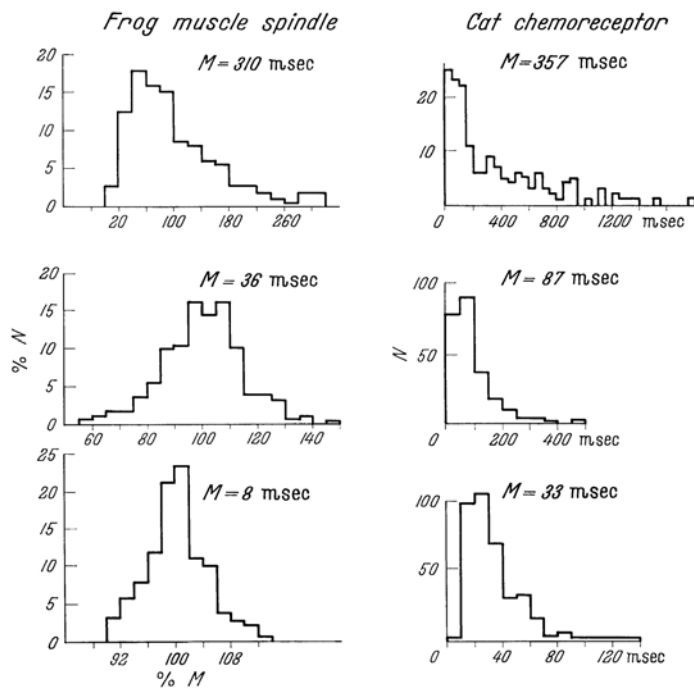 Frog muscle spindle
Cat chemoreceptor
M = 310 msec
20
15
10
5
0
20 100 180 260
M = 357 msec
20
10
0 400 800 1200 msec
M = 36 msec
% N
20
15
10
5
0
60 80 100 120 140
M = 87 msec
N
100
50
0 200 400 msec
M = 8 msec
25
20
15
10
5
0
92 100 108
% M
M = 33 msec
100
50
0 40 80 120 msec